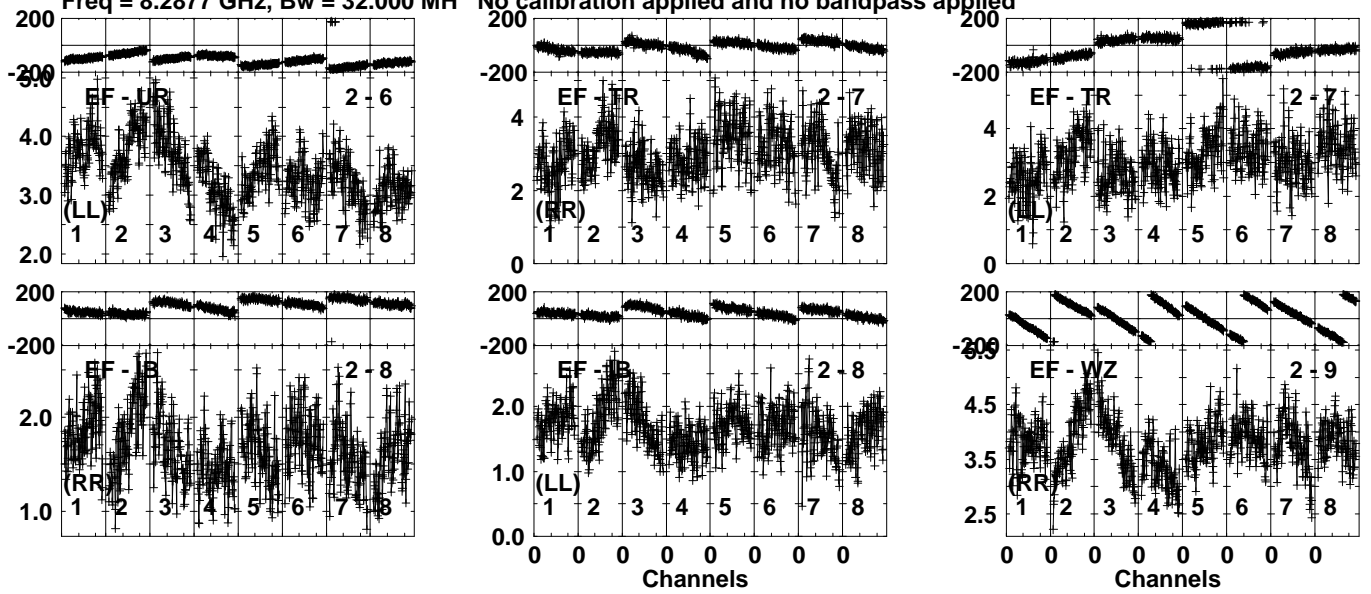 Freq = 8.2877 GHz, Bw = 32.000 MH No calibration applied and no bandpass applied
200
-200
5.0
4.0
3.0
2.0
EF - UR 2 - 6
(LL)
1 2 3 4 5 6 7 8
200
-200
4
2
0
EF - TR 2 - 7
(RR)
1 2 3 4 5 6 7 8
200
-200
4
2
0
EF - TR 2 - 7
(LL)
1 2 3 4 5 6 7 8
200
-200
2.0
1.0
EF - IB 2 - 8
(RR)
1 2 3 4 5 6 7 8
200
-200
2.0
1.0
0.0
EF - IB 2 - 8
(LL)
1 2 3 4 5 6 7 8
0 0 0 0 0 0 0 0
Channels
200
-200
5.5
4.5
3.5
2.5
EF - WZ 2 - 9
(RR)
1 2 3 4 5 6 7 8
0 0 0 0 0 0 0 0
Channels